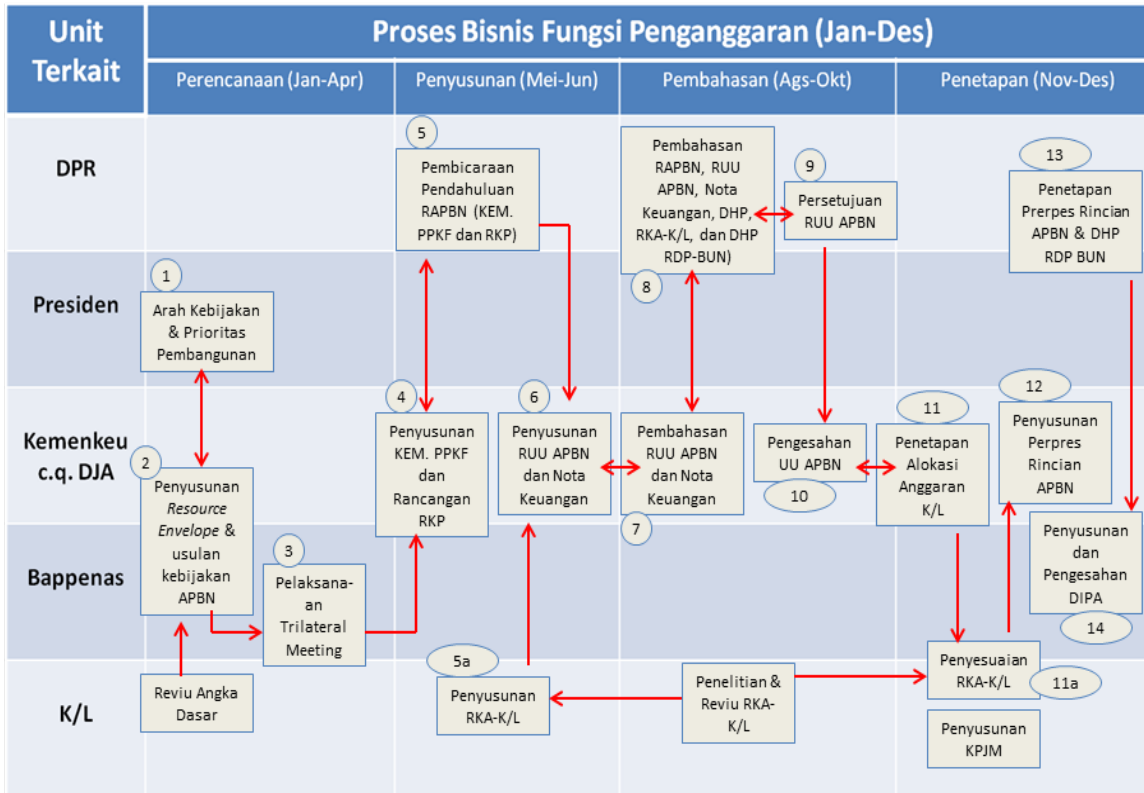 Unit
Terkait
Proses Bisnis Fungsi Penganggaran (Jan-Des)
Perencanaan (Jan-Apr)
Penyusunan (Mei-Jun)
Pembahasan (Ags-Okt)
Penetapan (Nov-Des)
DPR
5
Pembicaraan
Pendahuluan
RAPBN (KEM.
PPKF dan RKP)
Pembahasan
RAPBN, RUU
APBN, Nota
Keuangan, DHP,
RKA-K/L, dan DHP
RDP-BUN)
8
9
Persetujuan
RUU APBN
13
Penetapan
Prerpes Rincian
APBN & DHP
RDP BUN
Presiden
1
Arah Kebijakan
& Prioritas
Pembangunan
Kemenkeu
c.q. DJA
2
Penyusunan
Resource
Envelope &
usulan
kebijakan
APBN
4
Penyusunan
KEM. PPKF
dan
Rancangan
RKP
6
Penyusunan
RUU APBN
dan Nota
Keuangan
Pembahasan
RUU APBN
dan Nota
Keuangan
7
Pengesahan
UU APBN
10
11
Penetapan
Alokasi
Anggaran
K/L
12
Penyusunan
Perpres
Rincian
APBN
Bappenas
3
Pelaksana-
an
Trilateral
Meeting
Penyusunan
dan
Pengesahan
DIPA
14
K/L
Reviu Angka
Dasar
5a
Penyusunan
RKA-K/L
Penelitian &
Reviu RKA-
K/L
Penyesuaian
RKA-K/L
11a
Penyusunan
KPJM